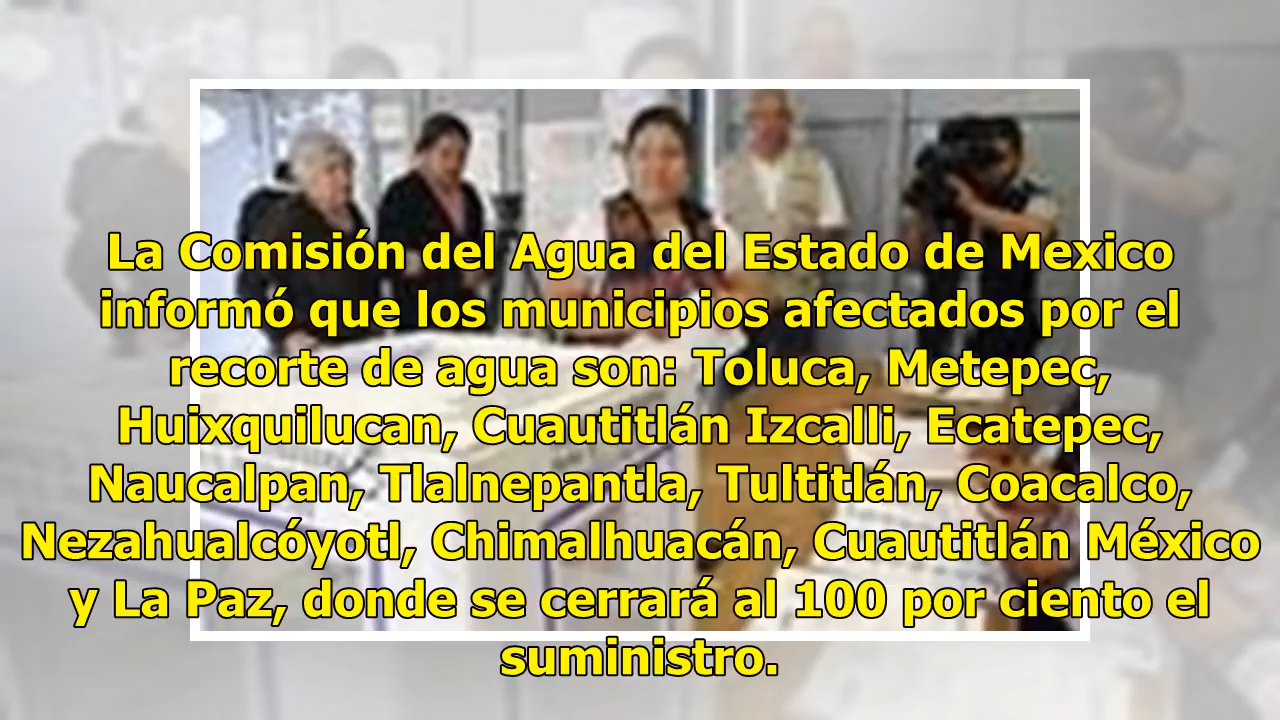 La Comisión del Agua del Estado de Mexico
informó que los municipios afectados por el
recorte de agua son: Toluca, Metepec,
Huixquilucan, Cuautitlán Izcalli, Ecatepec,
Naucalpan, Tlalnepantla, Tultitlán, Coacalco,
Nezahualcóyotl, Chimalhuacán, Cuautitlán México
y La Paz, donde se cerrará al 100 por ciento el
suministro.